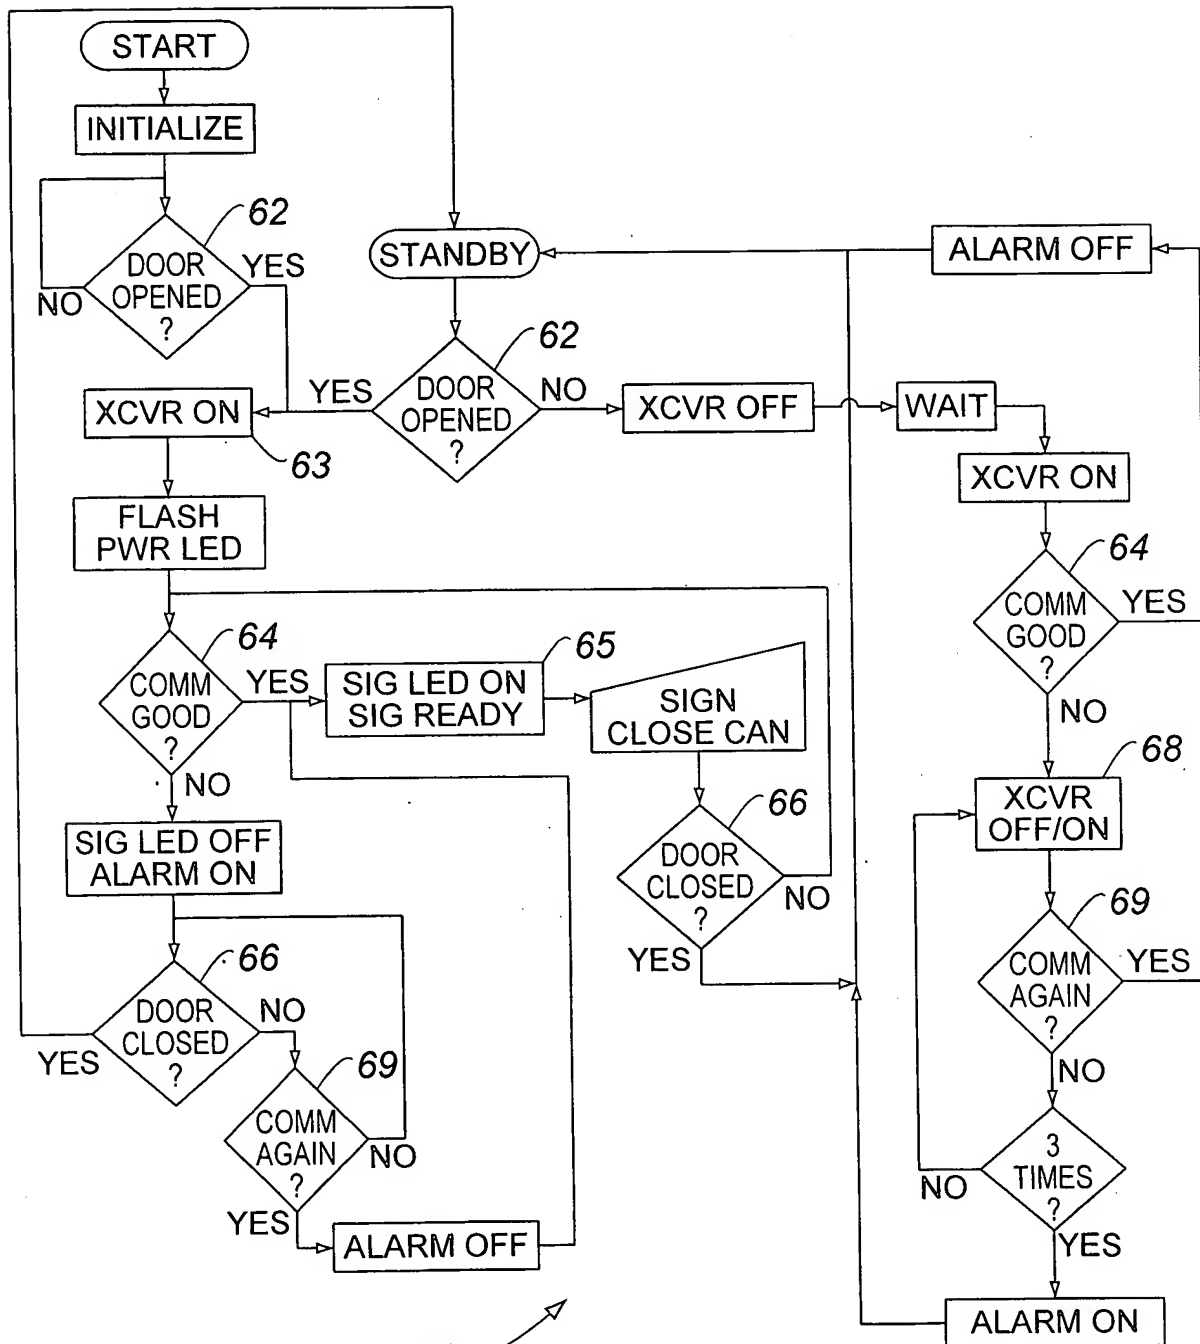 START
INITIALIZE
62
DOOR
OPENED
?
YES
NO
STANDBY
ALARM OFF
62
DOOR
OPENED
?
YES
NO
XCVR ON
63
XCVR OFF
WAIT
XCVR ON
FLASH
PWR LED
64
COMM
GOOD
?
YES
NO
64
COMM
GOOD
?
YES
NO
65
SIG LED ON
SIG READY
SIGN
CLOSE CAN
68
XCVR
OFF/ON
SIG LED OFF
ALARM ON
66
DOOR
CLOSED
?
NO
YES
69
COMM
AGAIN
?
YES
NO
66
DOOR
CLOSED
?
NO
YES
69
COMM
AGAIN
?
NO
YES
3
TIMES
?
NO
YES
ALARM OFF
ALARM ON